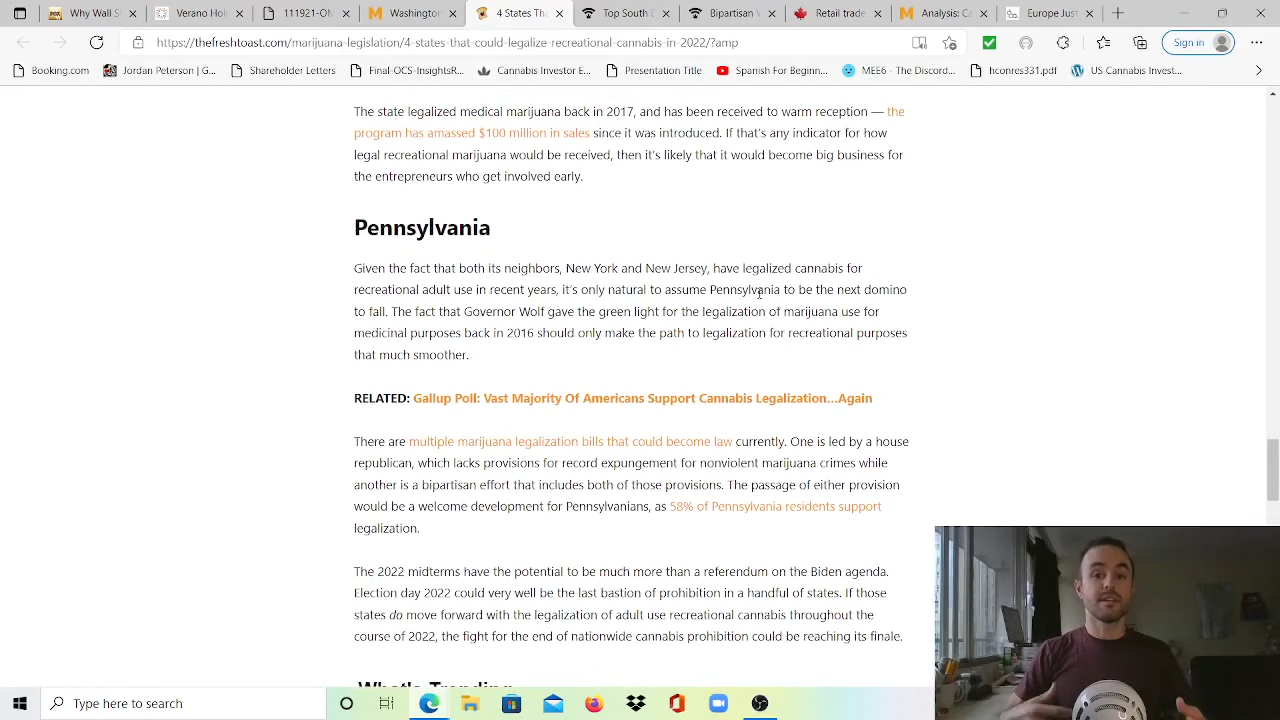 Why Wall S
Verano Hol
111921-ON
Washington
4 States Th
Top South C
Bipartisan
Retail trade
Analysis: Ca
Europe Just
https://thefreshtoast.com/marijuana-legislation/4-states-that-could-legalize-recreational-cannabis-in-2022/?amp
Sign in
Booking.com
Jordan Peterson | G...
Shareholder Letters
Final-OCS-InsightsR...
Cannabis Investor E...
Presentation Title
Spanish For Beginn...
MEE6 - The Discord...
hconres331.pdf
US Cannabis Invest...
The state legalized medical marijuana back in 2017, and has been received to warm reception — the
program has amassed $100 million in sales since it was introduced. If that's any indicator for how
legal recreational marijuana would be received, then it's likely that it would become big business for
the entrepreneurs who get involved early.
Pennsylvania
Given the fact that both its neighbors, New York and New Jersey, have legalized cannabis for
recreational adult use in recent years, it's only natural to assume Pennsylvania to be the next domino
to fall. The fact that Governor Wolf gave the green light for the legalization of marijuana use for
medicinal purposes back in 2016 should only make the path to legalization for recreational purposes
that much smoother.
RELATED: Gallup Poll: Vast Majority Of Americans Support Cannabis Legalization…Again
There are multiple marijuana legalization bills that could become law currently. One is led by a house
republican, which lacks provisions for record expungement for nonviolent marijuana crimes while
another is a bipartisan effort that includes both of those provisions. The passage of either provision
would be a welcome development for Pennsylvanians, as 58% of Pennsylvania residents support
legalization.
The 2022 midterms have the potential to be much more than a referendum on the Biden agenda.
Election day 2022 could very well be the last bastion of prohibition in a handful of states. If those
states do move forward with the legalization of adult use recreational cannabis throughout the
course of 2022, the fight for the end of nationwide cannabis prohibition could be reaching its finale.
What's Trending
Type here to search